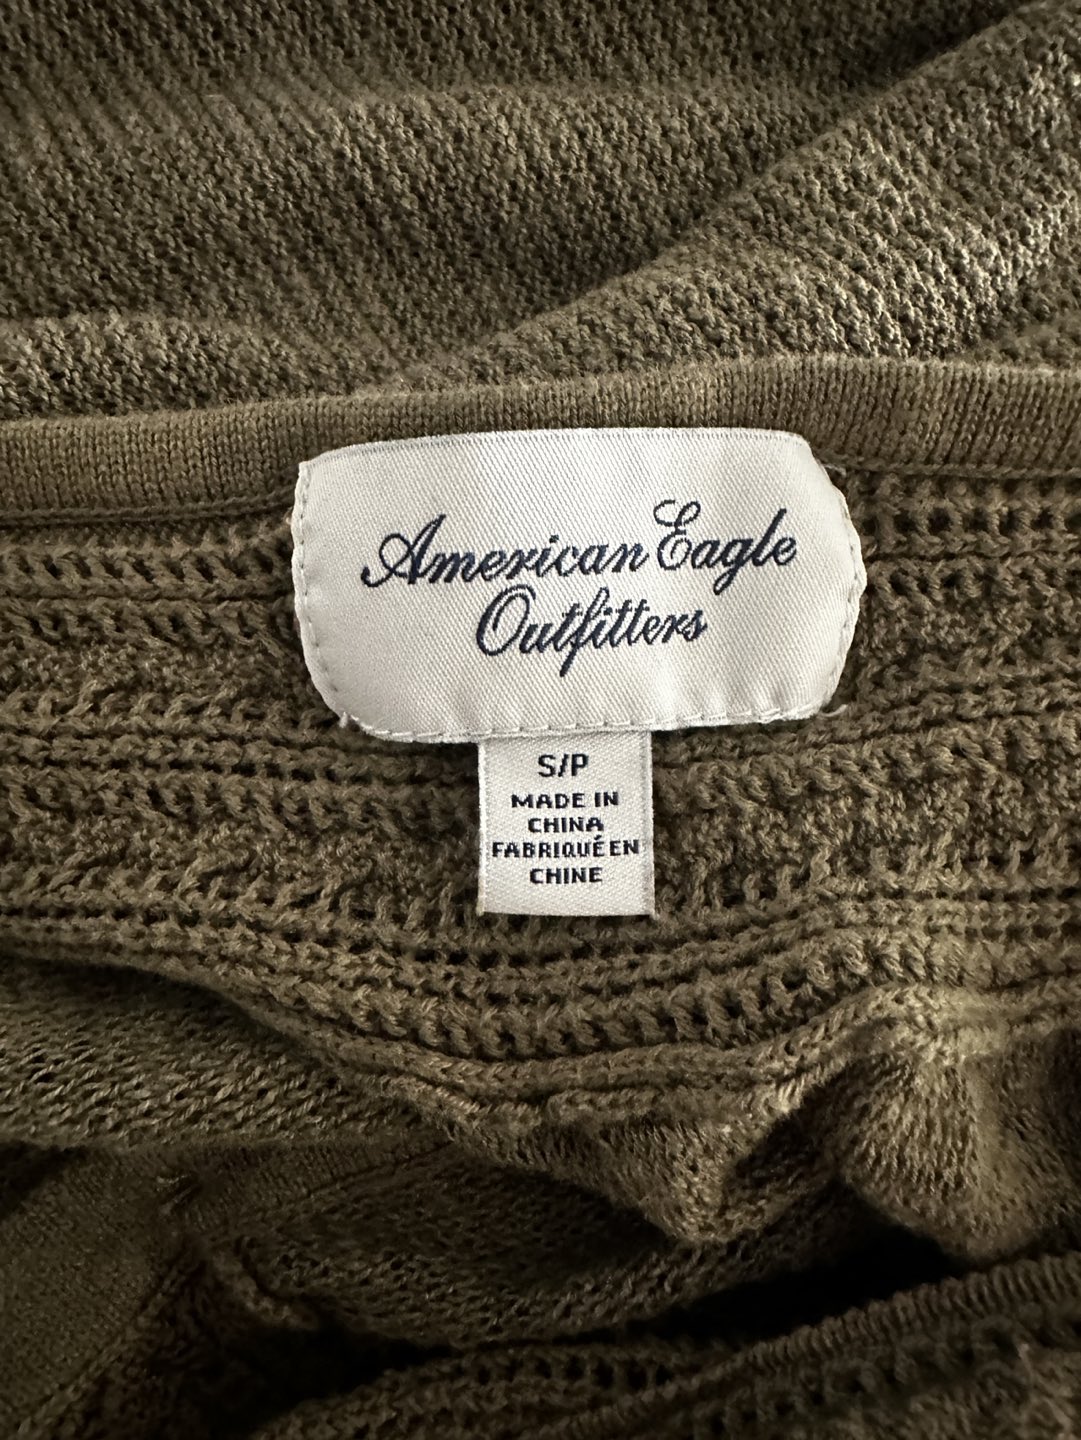 American Eagle
Outfitters
S/P
MADE IN
CHINA
FABRIQUÉ EN
CHINE